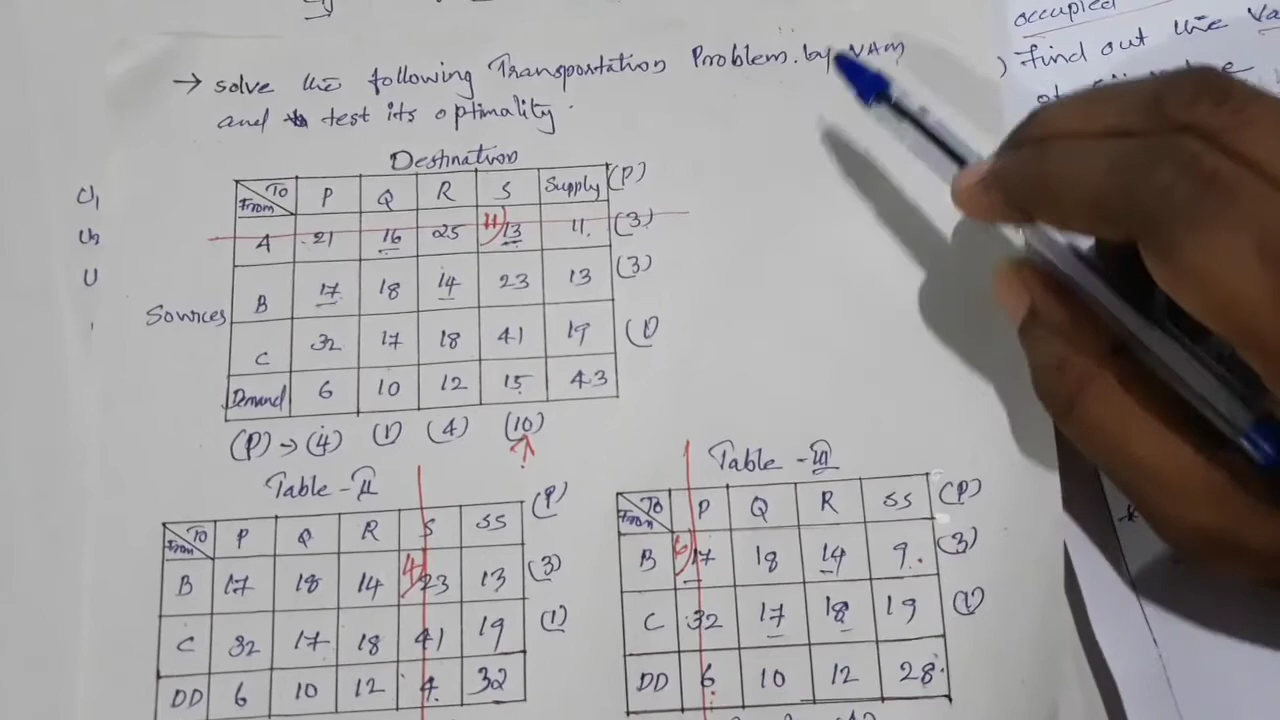 occupied
) find out the
→ solve the following Transportation Problem. by VAM
and test its optimality.
Destination
U1
U2
U
To From P Q R S Supply (P)
A 21 16 25 11) 13 11. (3)
Sources
B 17 18 14 23 13 (3)
C 32 17 18 41 19 (1)
Demand 6 10 12 15 43
(P) → (4) (1) (4) (10)
Table - II
To From P Q R S SS (P)
B 17 18 14 4) 23 13 (3)
C 32 17 18 41 19 (1)
DD 6 10 12 4 32
Table - III
To From P Q R SS (P)
B 6) 17 18 14 9. (3)
C 32 17 18 19 (1)
DD 6 10 12 28.